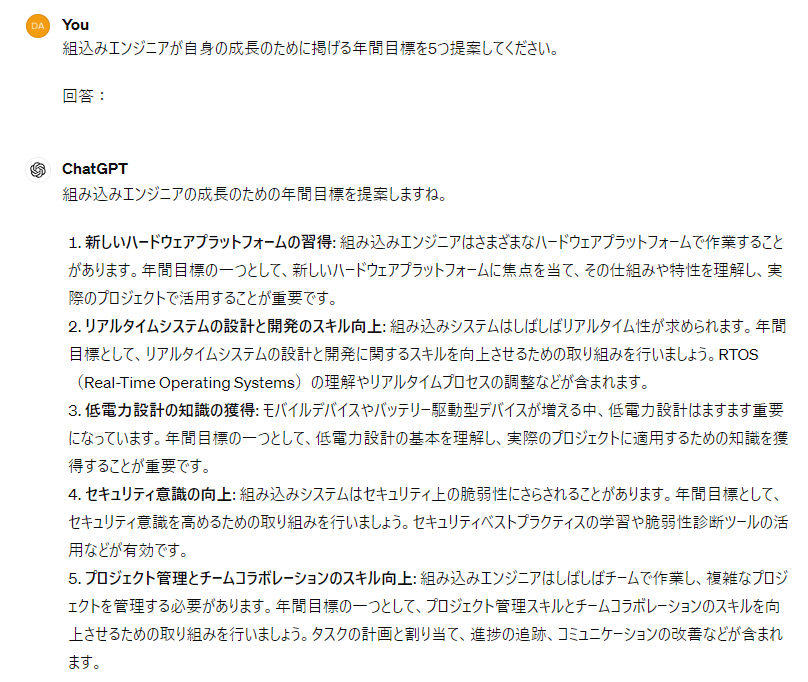 DA
You
組込みエンジニアが自身の成長のために掲げる年間目標を5つ提案してください。
回答：
ChatGPT
組み込みエンジニアの成長のための年間目標を提案しますね。
1. 新しいハードウェアプラットフォームの習得: 組み込みエンジニアはさまざまなハードウェアプラットフォームで作業すること
があります。年間目標の一つとして、新しいハードウェアプラットフォームに焦点を当て、その仕組みや特性を理解し、実
際のプロジェクトで活用することが重要です。
2. リアルタイムシステムの設計と開発のスキル向上: 組み込みシステムはしばしばリアルタイム性が求められます。年間
目標として、リアルタイムシステムの設計と開発に関するスキルを向上させるための取り組みを行いましょう。RTOS
（Real-Time Operating Systems）の理解やリアルタイムプロセスの調整などが含まれます。
3. 低電力設計の知識の獲得: モバイルデバイスやバッテリー駆動型デバイスが増える中、低電力設計はますます重要
になっています。年間目標の一つとして、低電力設計の基本を理解し、実際のプロジェクトに適用するための知識を獲
得することが重要です。
4. セキュリティ意識の向上: 組み込みシステムはセキュリティ上の脆弱性にさらされることがあります。年間目標として、
セキュリティ意識を高めるための取り組みを行いましょう。セキュリティベストプラクティスの学習や脆弱性診断ツールの活
用などが有効です。
5. プロジェクト管理とチームコラボレーションのスキル向上: 組み込みエンジニアはしばしばチームで作業し、複雑なプロジ
ェクトを管理する必要があります。年間目標の一つとして、プロジェクト管理スキルとチームコラボレーションのスキルを向
上させるための取り組みを行いましょう。タスクの計画と割り当て、進捗の追跡、コミュニケーションの改善などが含まれ
ます。